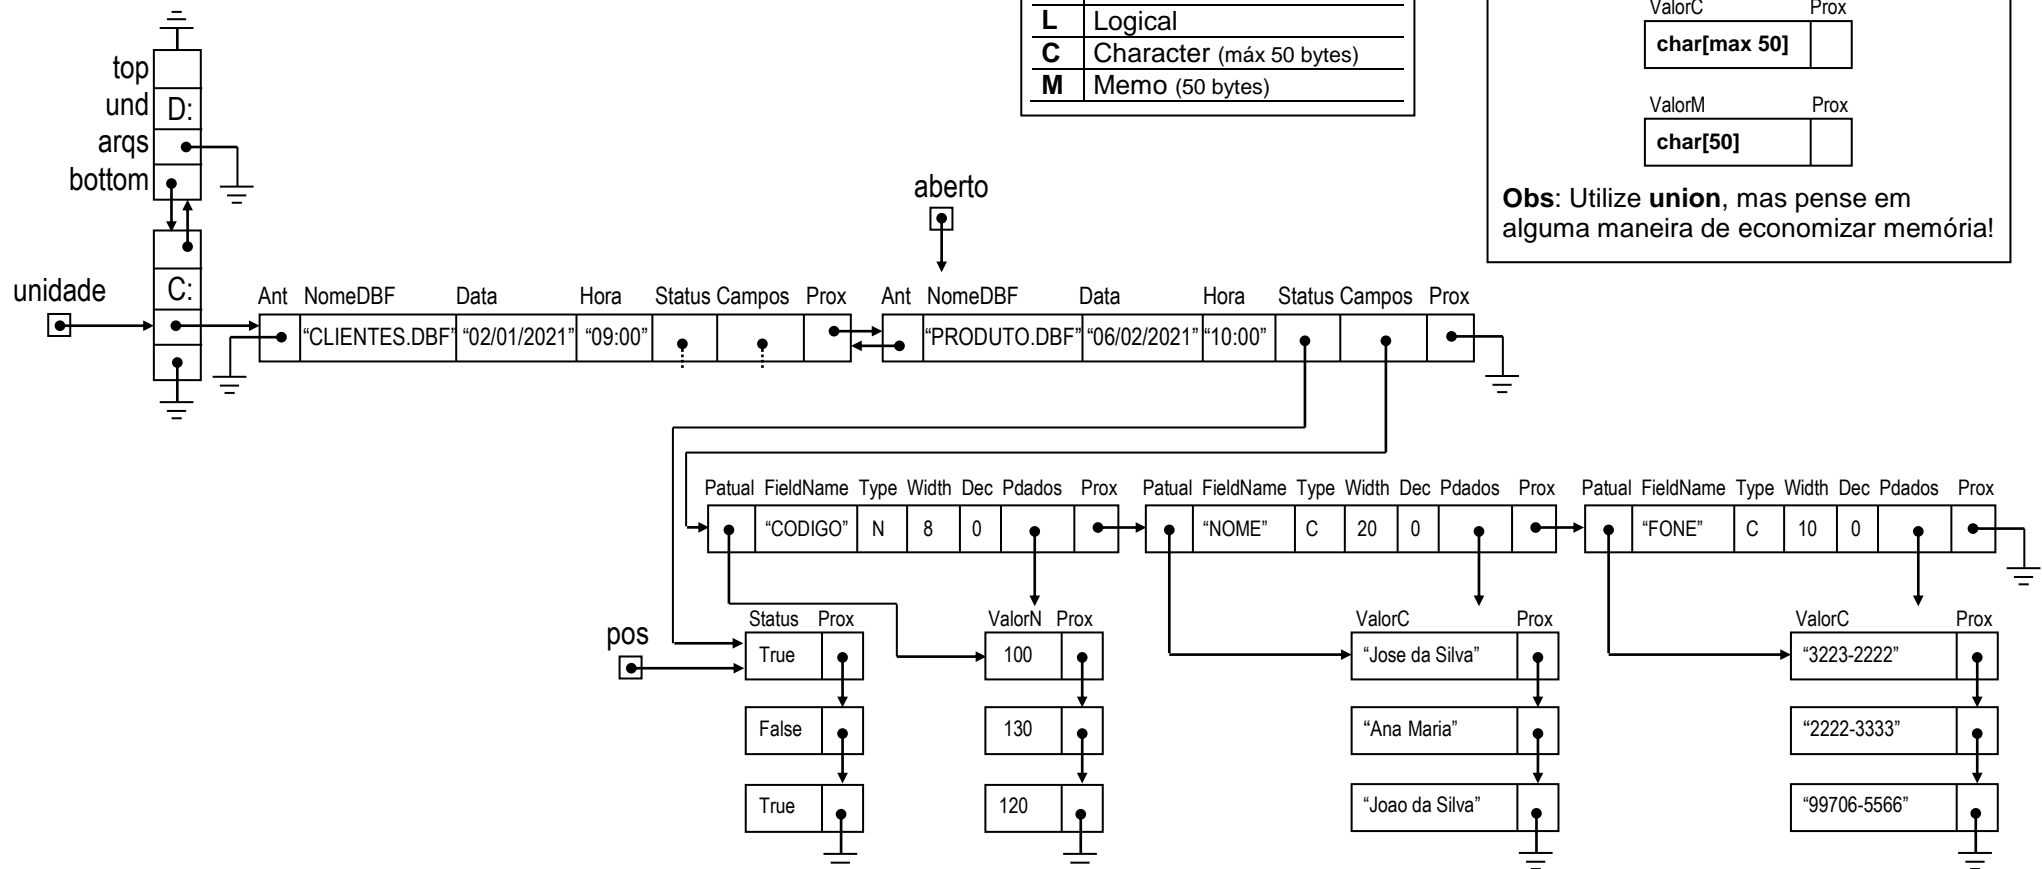 L Logical
C Character (máx 50 bytes)
M Memo (50 bytes)
ValorC Prox
char[max 50]
ValorM Prox
char[50]
Obs: Utilize union, mas pense em
alguma maneira de economizar memória!
top
und D:
arqs
bottom
aberto
unidade C:
Ant NomeDBF Data Hora Status Campos Prox Ant NomeDBF Data Hora Status Campos Prox
“CLIENTES.DBF” “02/01/2021” “09:00” “PRODUTO.DBF” “06/02/2021” “10:00”
Patual FieldName Type Width Dec Pdados Prox Patual FieldName Type Width Dec Pdados Prox Patual FieldName Type Width Dec Pdados Prox
“CODIGO” N 8 0 “NOME” C 20 0 “FONE” C 10 0
pos
Status Prox ValorN Prox ValorC Prox ValorC Prox
True 100 “Jose da Silva” “3223-2222”
False 130 “Ana Maria” “2222-3333”
True 120 “Joao da Silva” “99706-5566”